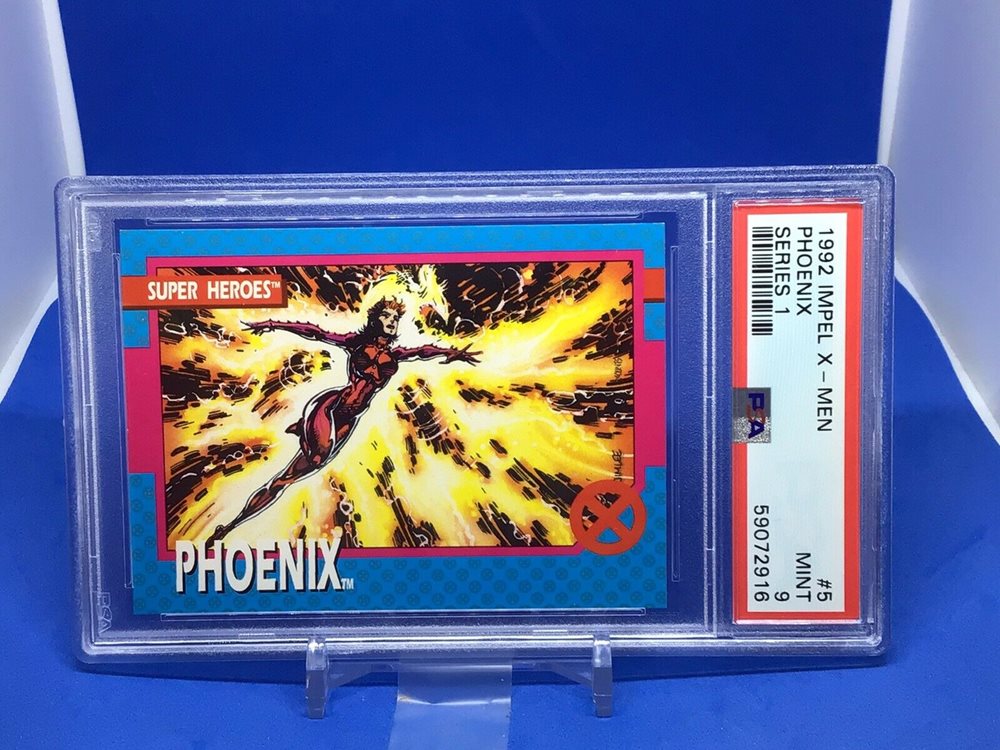 SUPER HEROES™
PHOENIX™
1992 IMPEL X-MEN
PHOENIX
SERIES 1
#5
MINT 9
59072916
PSA